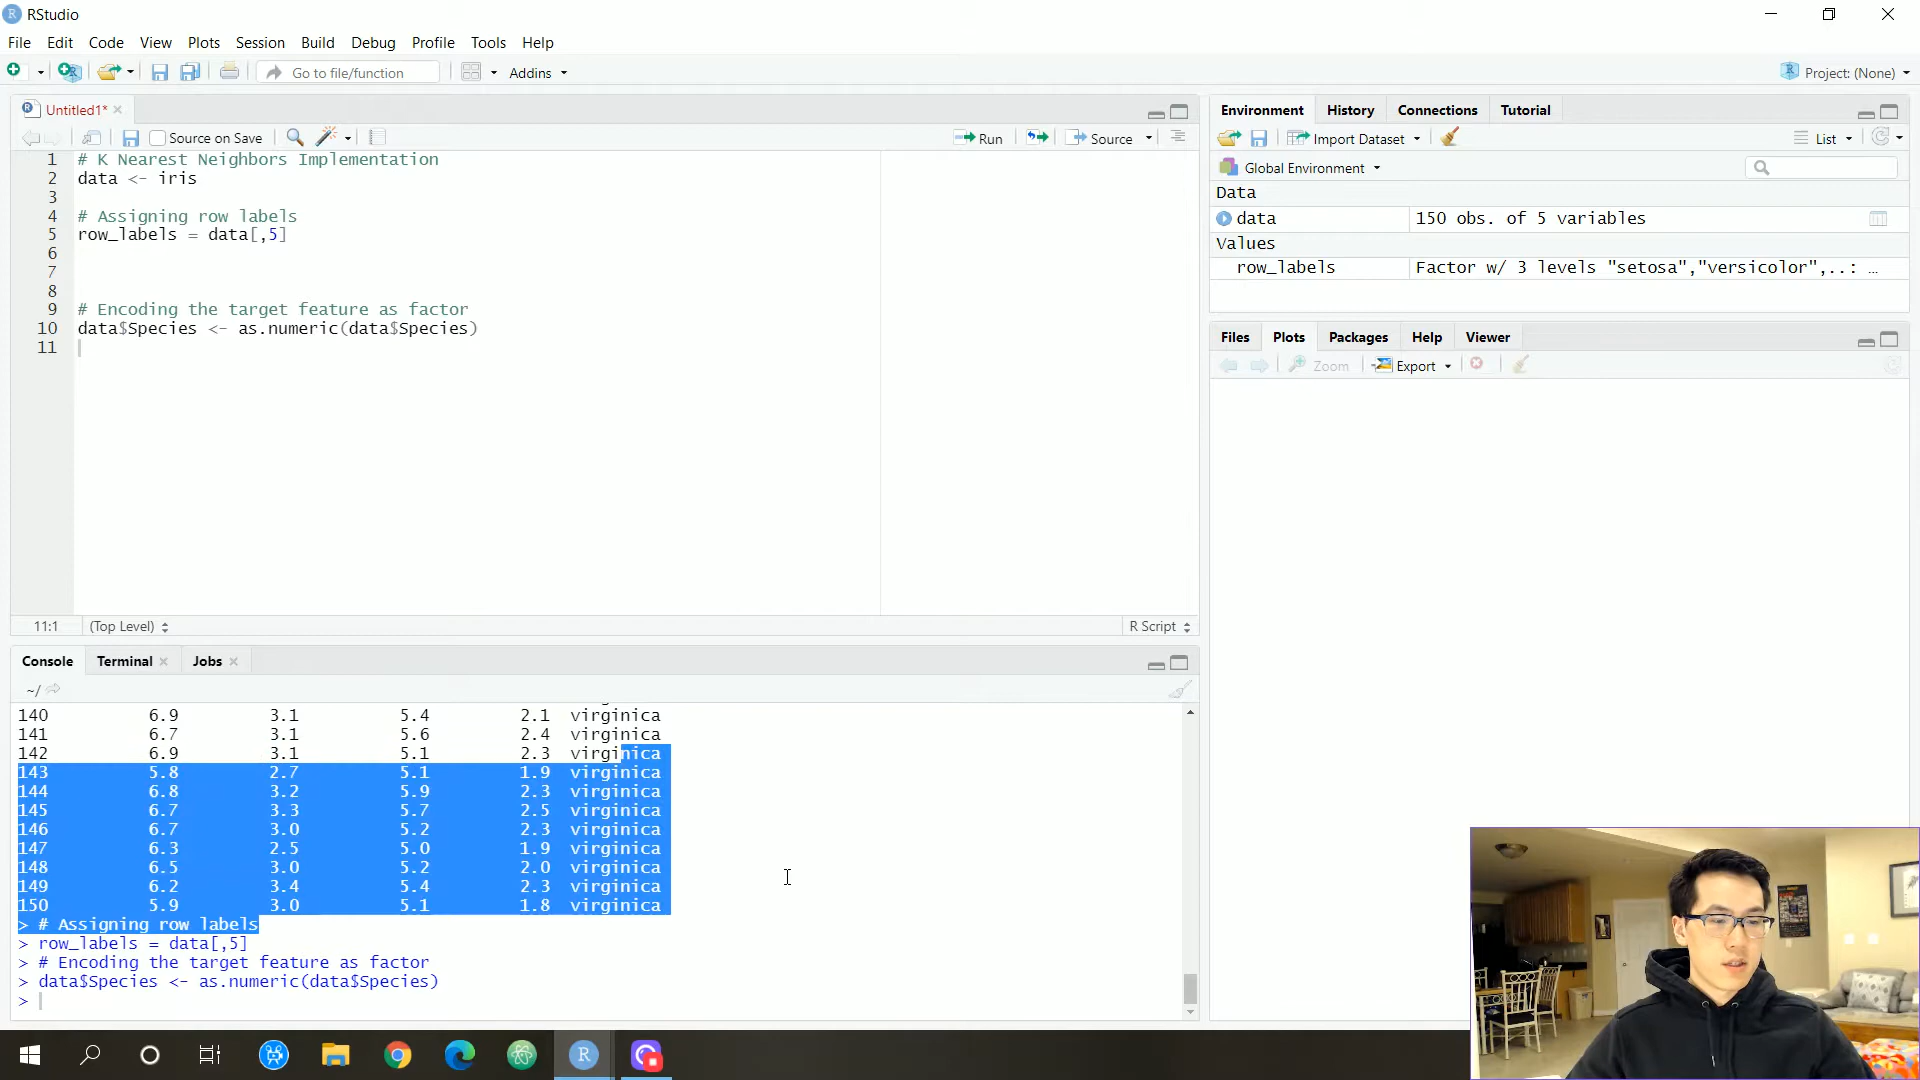 RStudio
File Edit Code View Plots Session Build Debug Profile Tools Help
Go to file/function Addins Project: (None)
Untitled1*
Source on Save Run Source
1 # K Nearest Neighbors Implementation
2 data <- iris
3
4 # Assigning row labels
5 row_labels = data[,5]
6
7
8
9 # Encoding the target feature as factor
10 data$Species <- as.numeric(data$Species)
11
11:1 (Top Level) R Script
Console Terminal Jobs
~/
140 6.9 3.1 5.4 2.1 virginica
141 6.7 3.1 5.6 2.4 virginica
142 6.9 3.1 5.1 2.3 virginica
143 5.8 2.7 5.1 1.9 virginica
144 6.8 3.2 5.9 2.3 virginica
145 6.7 3.3 5.7 2.5 virginica
146 6.7 3.0 5.2 2.3 virginica
147 6.3 2.5 5.0 1.9 virginica
148 6.5 3.0 5.2 2.0 virginica
149 6.2 3.4 5.4 2.3 virginica
150 5.9 3.0 5.1 1.8 virginica
> # Assigning row labels
> row_labels = data[,5]
> # Encoding the target feature as factor
> data$Species <- as.numeric(data$Species)
>
Environment History Connections Tutorial
Import Dataset List
Global Environment
Data
data 150 obs. of 5 variables
Values
row_labels Factor w/ 3 levels "setosa","versicolor",..: …
Files Plots Packages Help Viewer
Zoom Export